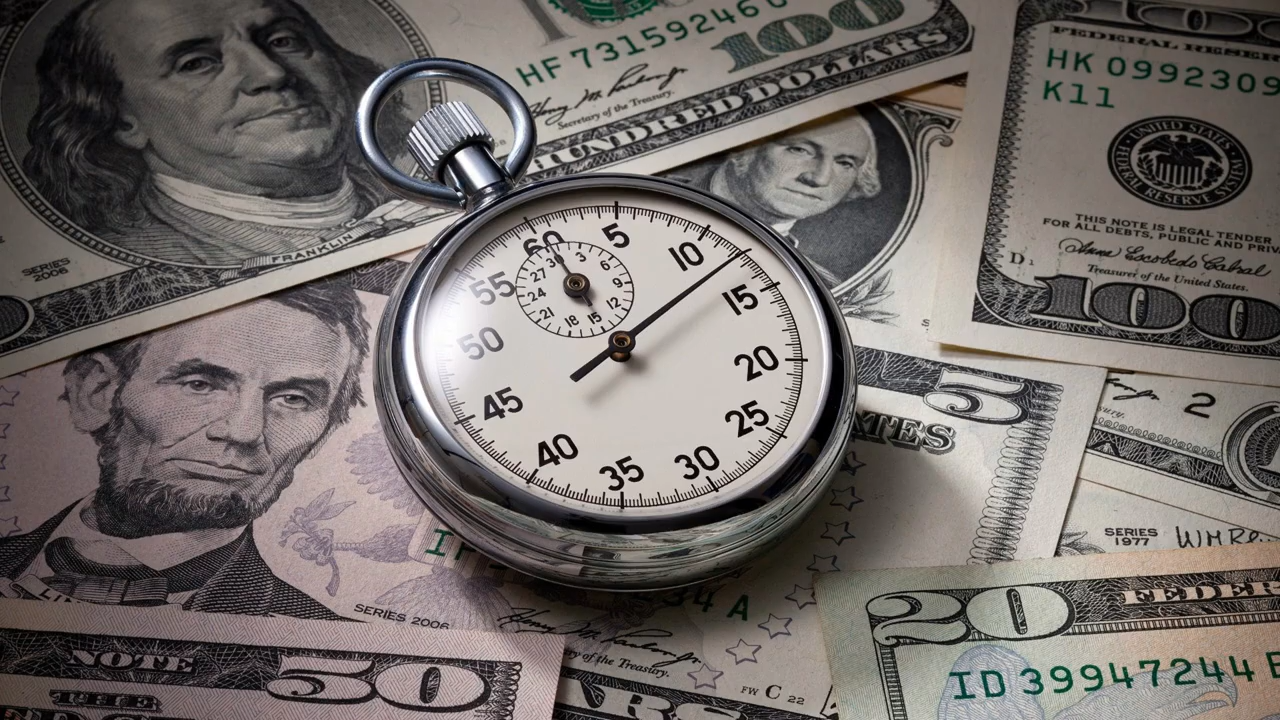 HF 73159246
100
Secretary of the Treasury.
HUNDRED DOLLARS
FRANKLIN
SERIES
2006
FEDERAL RESERVE
HK 0992309
K11
UNITED STATES
FEDERAL RESERVE
THIS NOTE IS LEGAL TENDER
FOR ALL DEBTS, PUBLIC AND PRIV
Treasurer of the United States.
100
60
5
10
15
20
25
30
35
40
45
50
55
30
3
6
9
12
15
18
21
24
27
5
ATES
2
SERIES
1977
SERIES 2006
34 A
y of the Treasury.
FW C 22
NOTE
THE
50
20
FEDER
ID 39947244 E